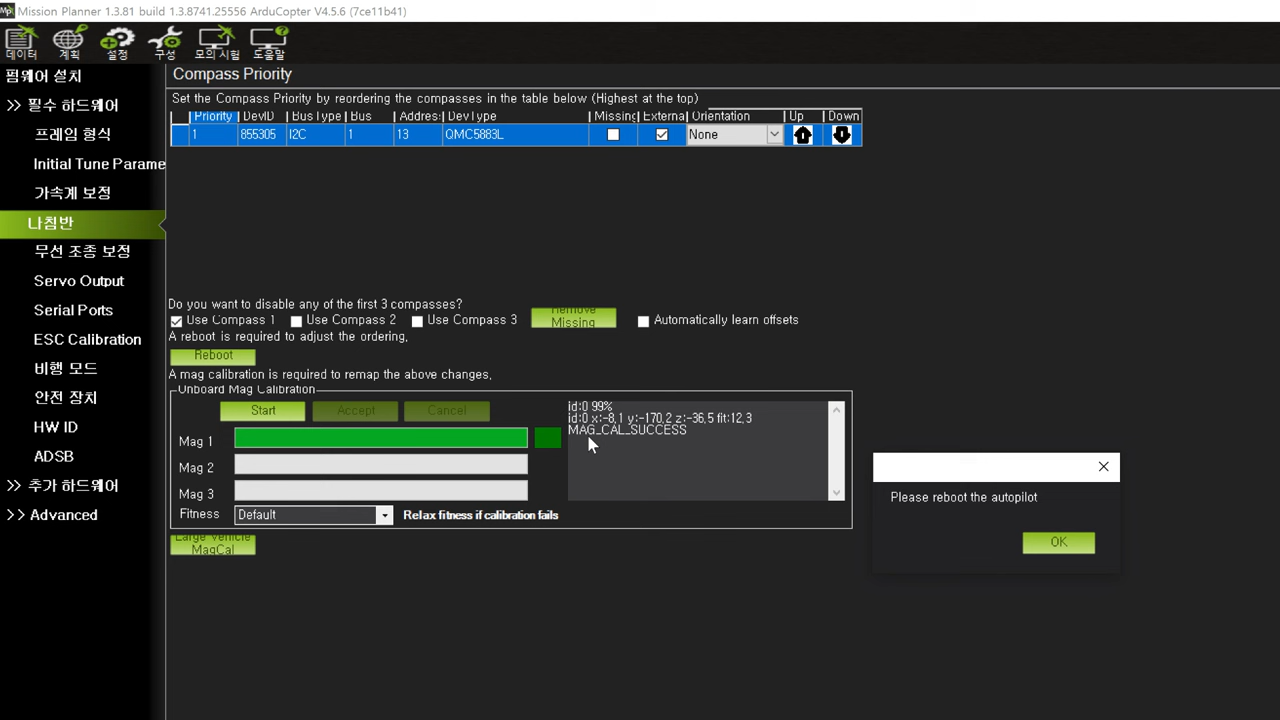 Mission Planner 1.3.81 build 1.3.8741.25556 ArduCopter V4.5.6 (7ce11b41)
데이터 계획 설정 구성 모의 시험 도움말
펌웨어 설치
>> 필수 하드웨어
프레임 형식
Initial Tune Parame
가속계 보정
나침반
무선 조종 보정
Servo Output
Serial Ports
ESC Calibration
비행 모드
안전 장치
HW ID
ADSB
>> 추가 하드웨어
>> Advanced
Compass Priority
Set the Compass Priority by reordering the compasses in the table below (Highest at the top)
Priority DevID BusType Bus Address DevType Missing Externa Orientation Up Down
1 855305 I2C 1 13 QMC5883L None
Do you want to disable any of the first 3 compasses?
Use Compass 1 Use Compass 2 Use Compass 3 Remove Missing Automatically learn offsets
A reboot is required to adjust the ordering.
Reboot
A mag calibration is required to remap the above changes.
Onboard Mag Calibration
Start Accept Cancel
Mag 1
Mag 2
Mag 3
Fitness Default Relax fitness if calibration fails
id:0 99%
id:0 x:-8.1 y:-170.2 z:-36.5 fit:12.3
MAG_CAL_SUCCESS
Large Vehicle
MagCal
Please reboot the autopilot
OK